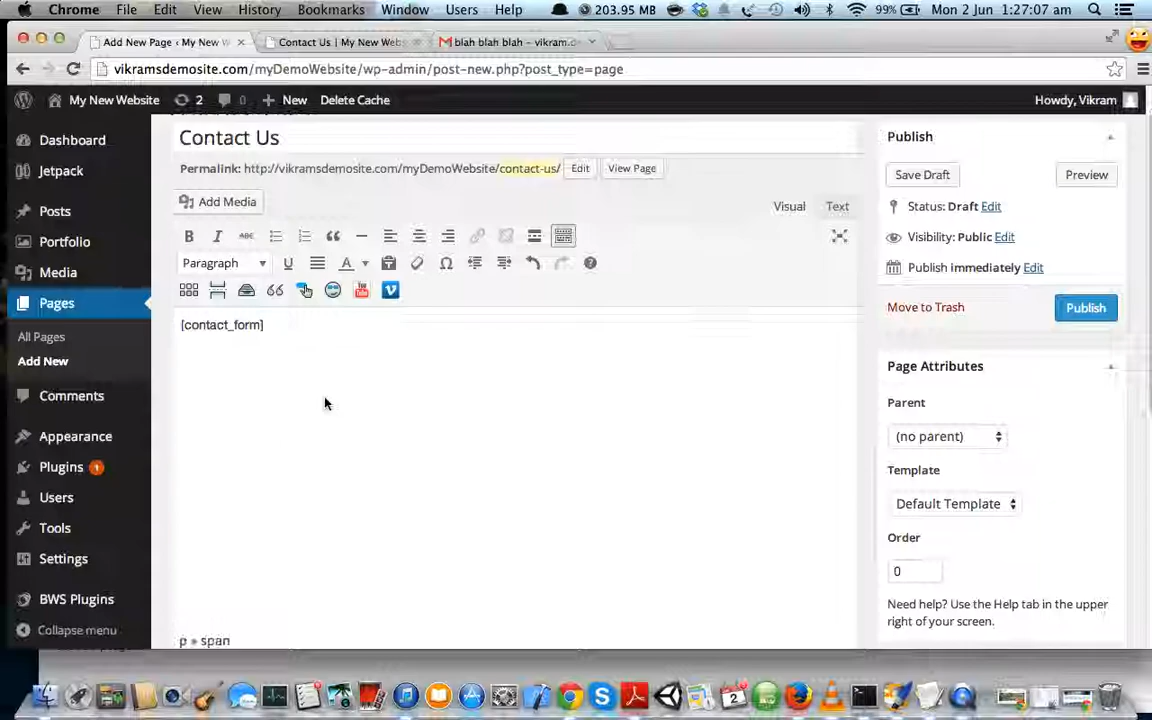 Chrome File Edit View History Bookmarks Window Users Help 203.95 MB 99% Mon 2 Jun 1:27:07 am
Add New Page ‹ My New W Contact Us | My New Webs blah blah blah – vikram.d
vikramsdemosite.com/myDemoWebsite/wp-admin/post-new.php?post_type=page
My New Website 2 0 New Delete Cache Howdy, Vikram
Dashboard
Jetpack
Posts
Portfolio
Media
Pages
All Pages
Add New
Comments
Appearance
Plugins 1
Users
Tools
Settings
BWS Plugins
Collapse menu
Contact Us
Permalink: http://vikramsdemosite.com/myDemoWebsite/contact-us/ Edit View Page
Add Media Visual Text
B I ABC
Paragraph U A
You Tube
[contact_form]
p » span
Publish
Save Draft Preview
Status: Draft Edit
Visibility: Public Edit
Publish immediately Edit
Move to Trash Publish
Page Attributes
Parent
(no parent)
Template
Default Template
Order
0
Need help? Use the Help tab in the upper
right of your screen.
2